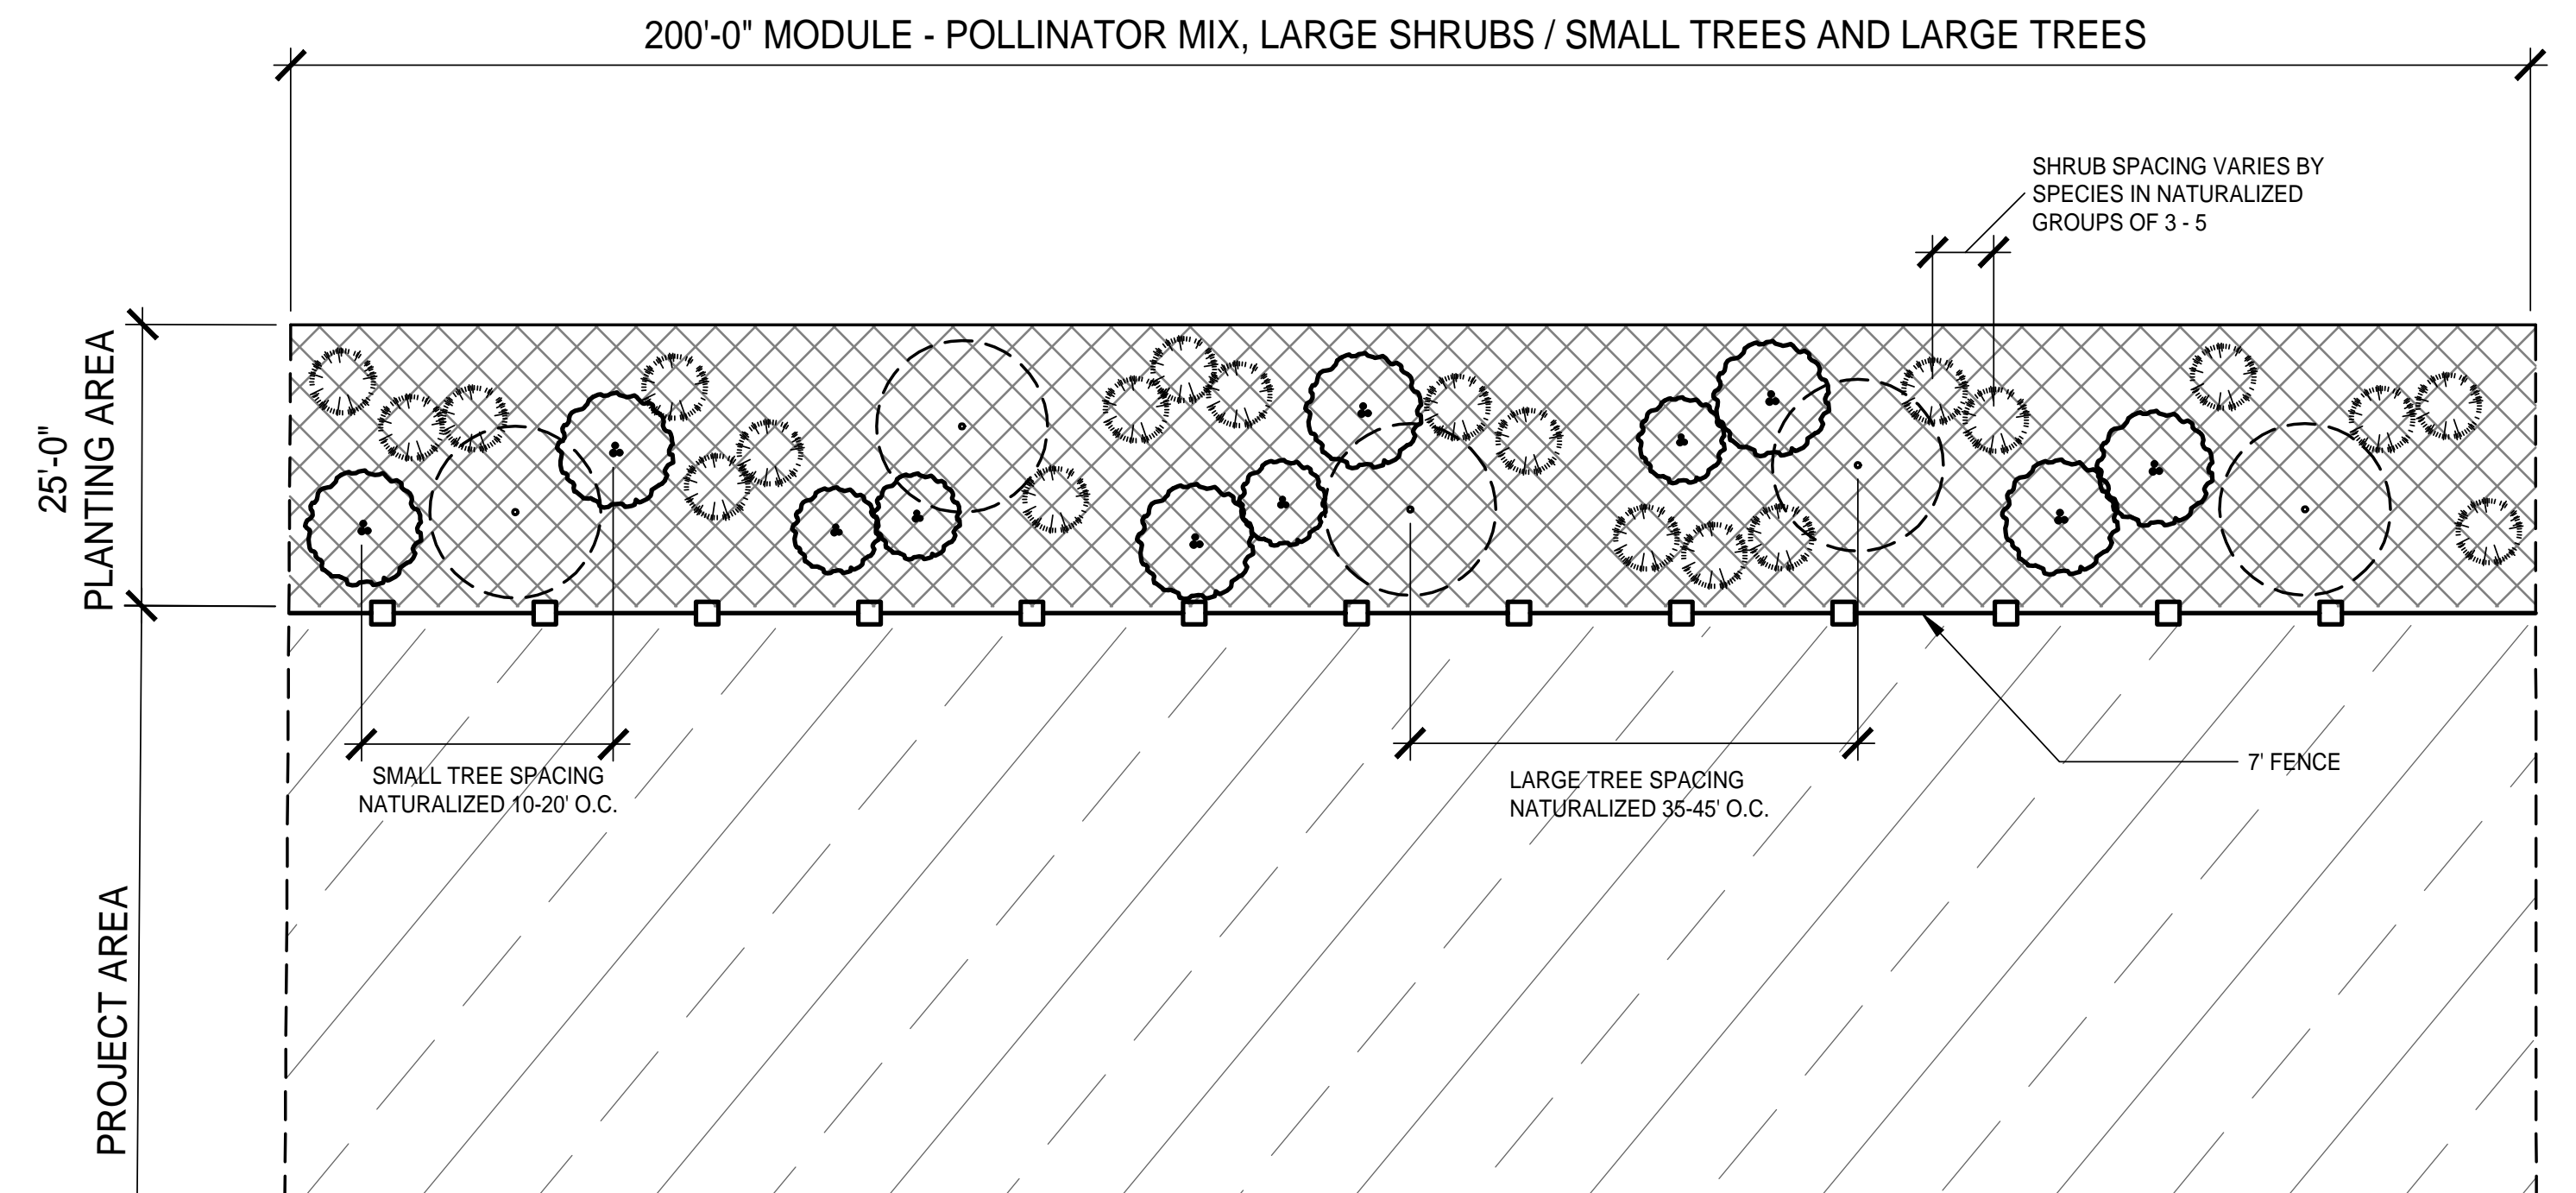 200'-0" MODULE - POLLINATOR MIX, LARGE SHRUBS / SMALL TREES AND LARGE TREES
SHRUB SPACING VARIES BY
SPECIES IN NATURALIZED
GROUPS OF 3 - 5
25'-0"
PLANTING AREA
SMALL TREE SPACING
NATURALIZED 10-20' O.C.
LARGE TREE SPACING
NATURALIZED 35-45' O.C.
7' FENCE
PROJECT AREA